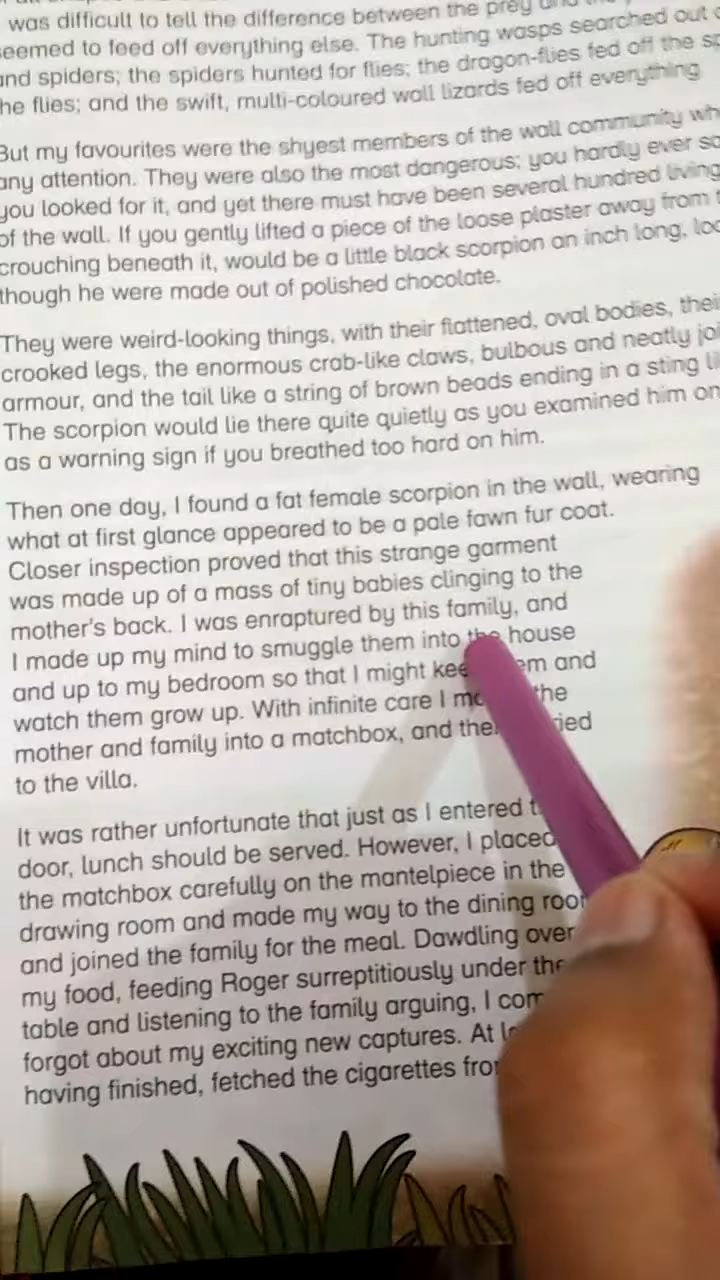 was difficult to tell the difference between the prey
seemed to feed off everything else. The hunting wasps searched out
and spiders; the spiders hunted for flies; the dragon-flies fed off the
he flies; and the swift, multi-coloured wall lizards fed off everything
But my favourites were the shyest members of the wall community
any attention. They were also the most dangerous; you hardly ever
you looked for it, and yet there must have been several hundred living
of the wall. If you gently lifted a piece of the loose plaster away from
crouching beneath it, would be a little black scorpion an inch long,
though he were made out of polished chocolate.
They were weird-looking things, with their flattened, oval bodies, their
crooked legs, the enormous crab-like claws, bulbous and neatly
armour, and the tail like a string of brown beads ending in a sting
The scorpion would lie there quite quietly as you examined him
as a warning sign if you breathed too hard on him.
Then one day, I found a fat female scorpion in the wall, wearing
what at first glance appeared to be a pale fawn fur coat.
Closer inspection proved that this strange garment
was made up of a mass of tiny babies clinging to the
mother's back. I was enraptured by this family, and
I made up my mind to smuggle them into the house
and up to my bedroom so that I might and
watch them grow up. With infinite care I the
mother and family into a matchbox, and
to the villa.
It was rather unfortunate that just as I entered
door, lunch should be served. However, I placed
the matchbox carefully on the mantelpiece in the
drawing room and made my way to the dining
and joined the family for the meal. Dawdling over
my food, feeding Roger surreptitiously under the
table and listening to the family arguing, I
forgot about my exciting new captures. At
having finished, fetched the cigarettes